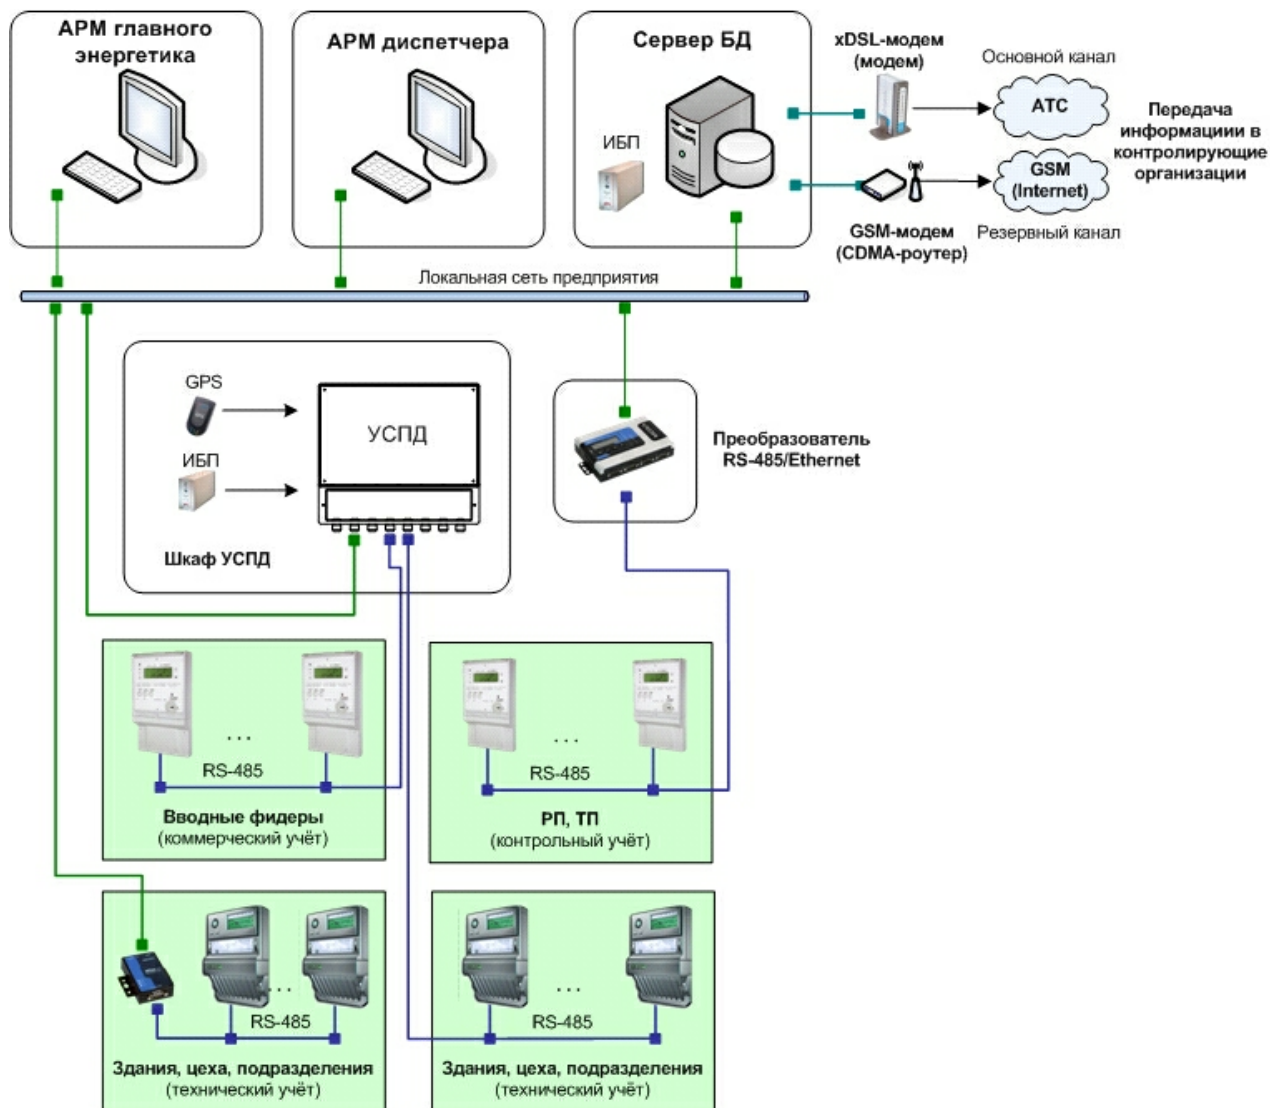 АРМ главного
энергетика
АРМ диспетчера
Сервер БД
ИБП
xDSL-модем
(модем)
Основной канал
АТС
Передача
информациии в
контролирующие
организации
GSM
(Internet)
GSM-модем
(CDMA-роутер)
Резервный канал
Локальная сеть предприятия
GPS
ИБП
УСПД
Шкаф УСПД
Преобразователь
RS-485/Ethernet
. . .
RS-485
Вводные фидеры
(коммерческий учёт)
. . .
RS-485
РП, ТП
(контрольный учёт)
. . .
RS-485
Здания, цеха, подразделения
(технический учёт)
. . .
RS-485
Здания, цеха, подразделения
(технический учёт)